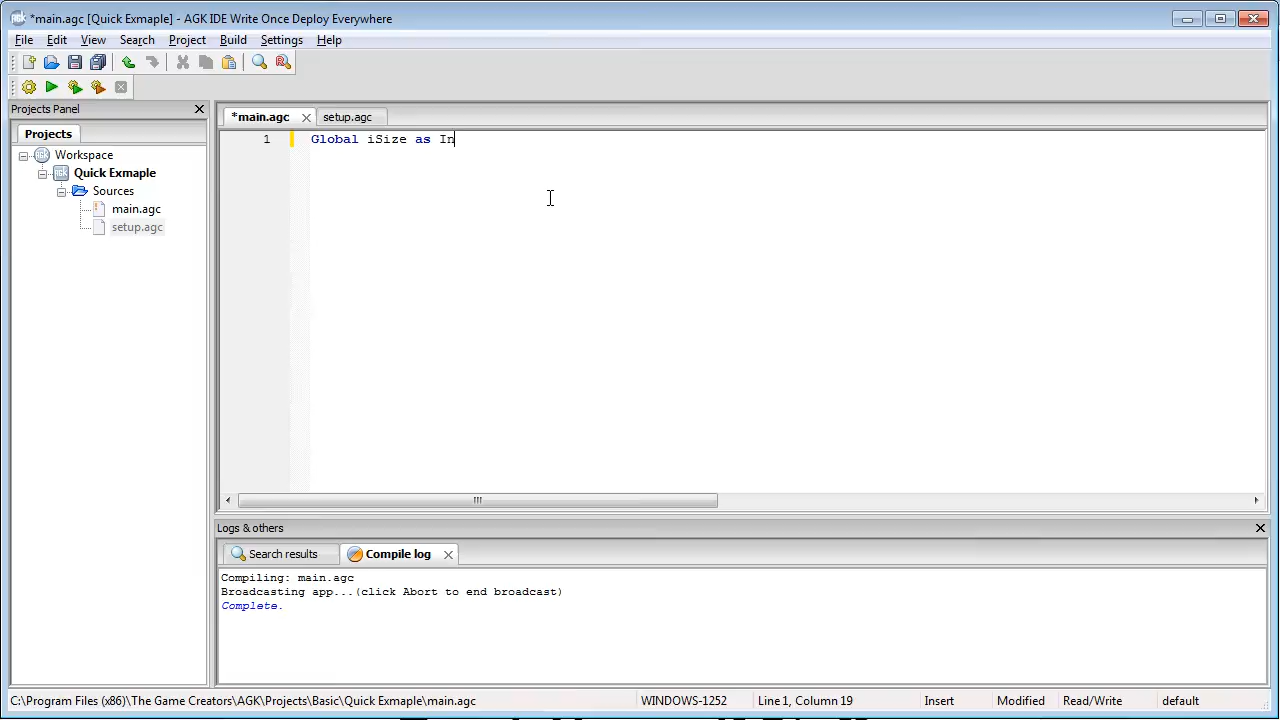 *main.agc [Quick Exmaple] - AGK IDE Write Once Deploy Everywhere
File Edit View Search Project Build Settings Help
Projects Panel
*main.agc setup.agc
Projects
1 Global iSize as In
Workspace
Quick Exmaple
Sources
main.agc
setup.agc
Logs & others
Search results Compile log
Compiling: main.agc
Broadcasting app...(click Abort to end broadcast)
Complete.
C:\Program Files (x86)\The Game Creators\AGK\Projects\Basic\Quick Exmaple\main.agc WINDOWS-1252 Line 1, Column 19 Insert Modified Read/Write default